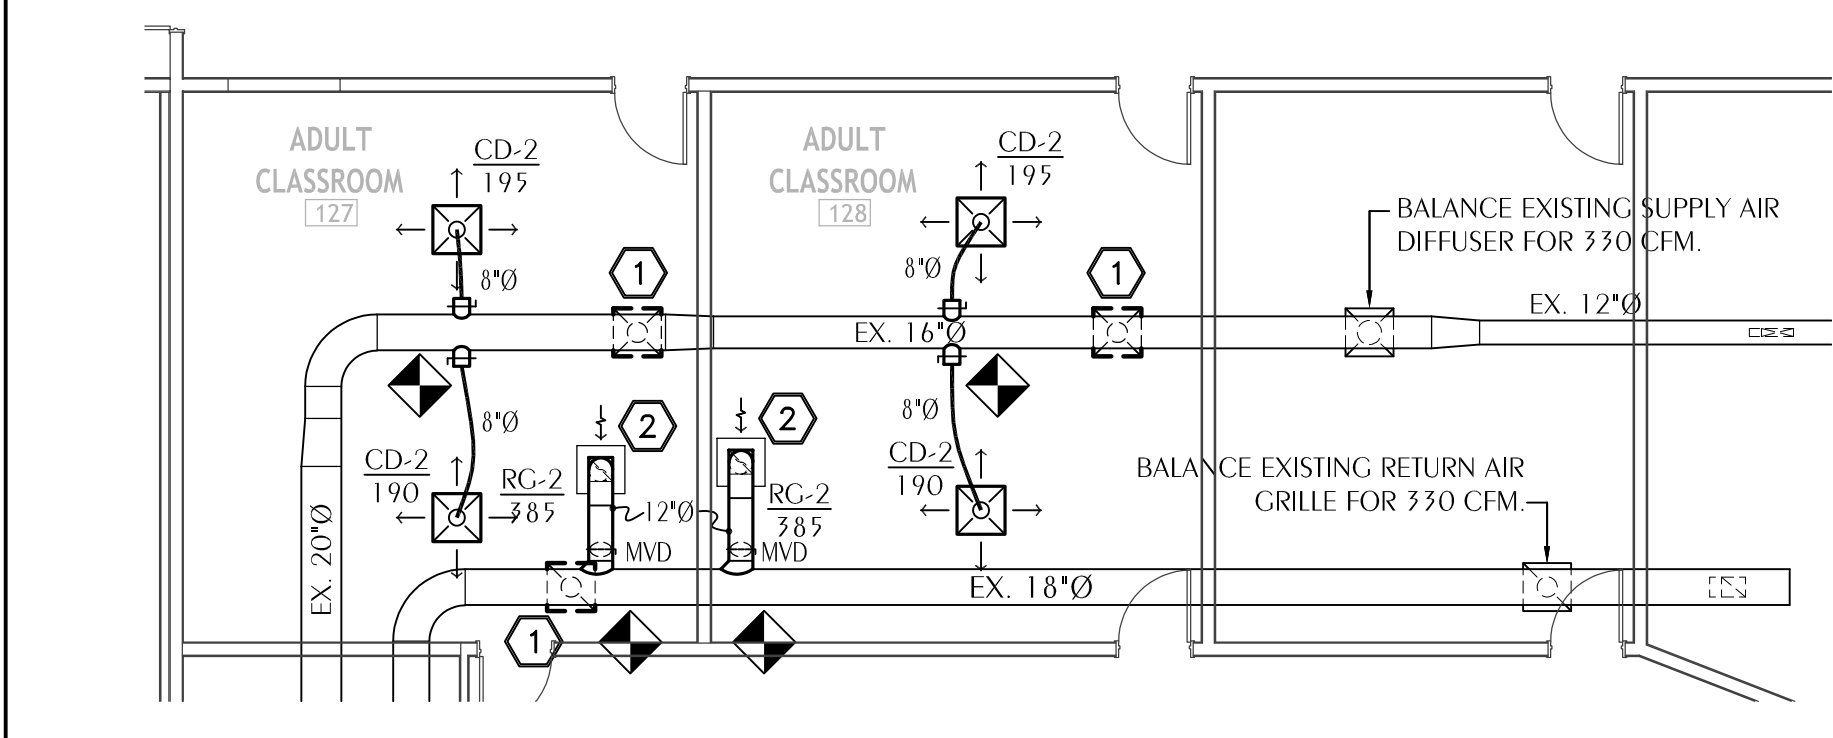 ADULT
CLASSROOM
127
CD-2
195
8"Ø
1
ADULT
CLASSROOM
128
CD-2
195
8"Ø
1
BALANCE EXISTING SUPPLY AIR
DIFFUSER FOR 330 CFM.
EX. 12"Ø
EX. 16"Ø
8"Ø
CD-2
190
RG-2
385
2
12"Ø
MVD
2
RG-2
385
MVD
8"Ø
CD-2
190
BALANCE EXISTING RETURN AIR
GRILLE FOR 330 CFM.
EX. 20"Ø
EX. 18"Ø
1